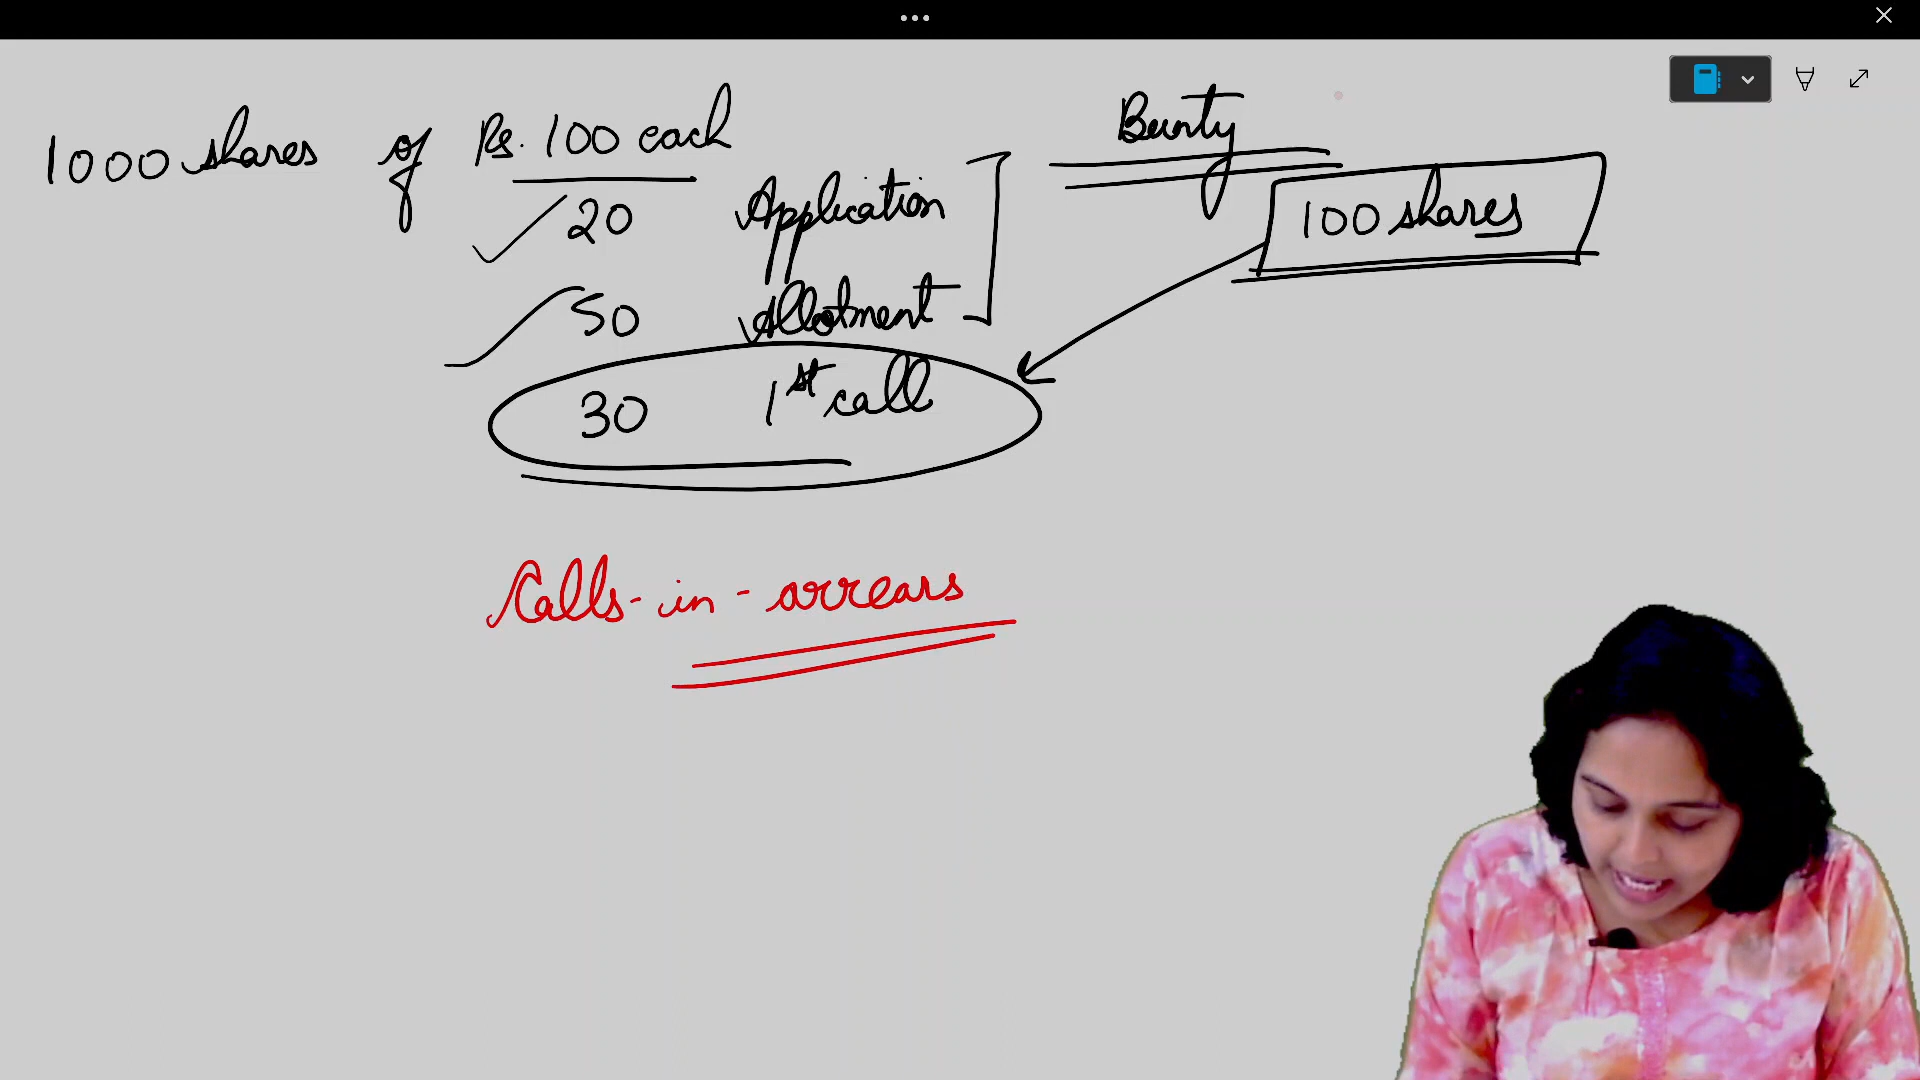 1000 shares of Rs. 100 each
Bunty
20 Application
100 shares
50 Allotment
30 1st call
Calls-in-arrears